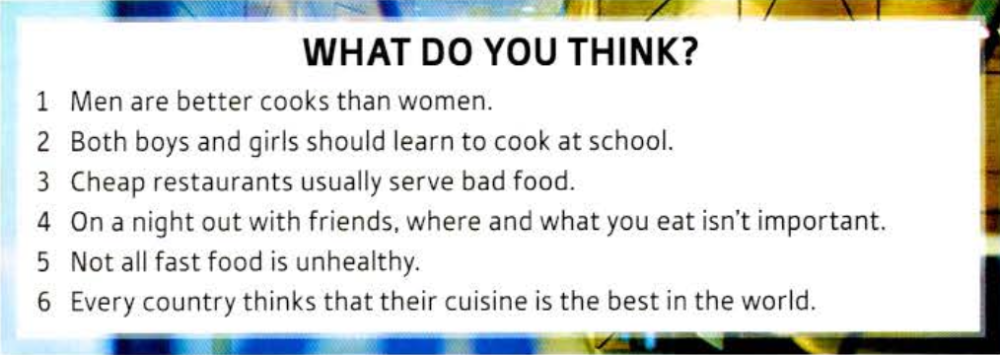 WHAT DO YOU THINK?
1 Men are better cooks than women.
2 Both boys and girls should learn to cook at school.
3 Cheap restaurants usually serve bad food.
4 On a night out with friends, where and what you eat isn't important.
5 Not all fast food is unhealthy.
6 Every country thinks that their cuisine is the best in the world.